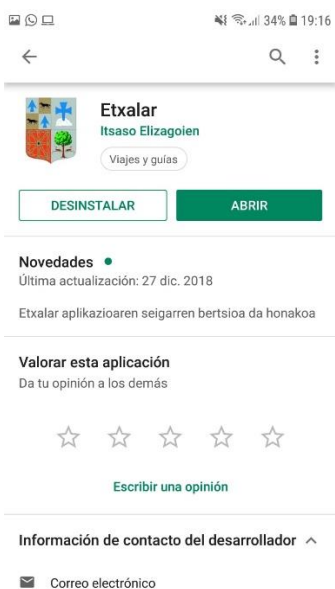 34% 19:16
Etxalar
Itsaso Elizagoien
Viajes y guías
DESINSTALAR
ABRIR
Novedades
Última actualización: 27 dic. 2018
Etxalar aplikazioaren seigarren bertsioa da honakoa
Valorar esta aplicación
Da tu opinión a los demás
Escribir una opinión
Información de contacto del desarrollador
Correo electrónico